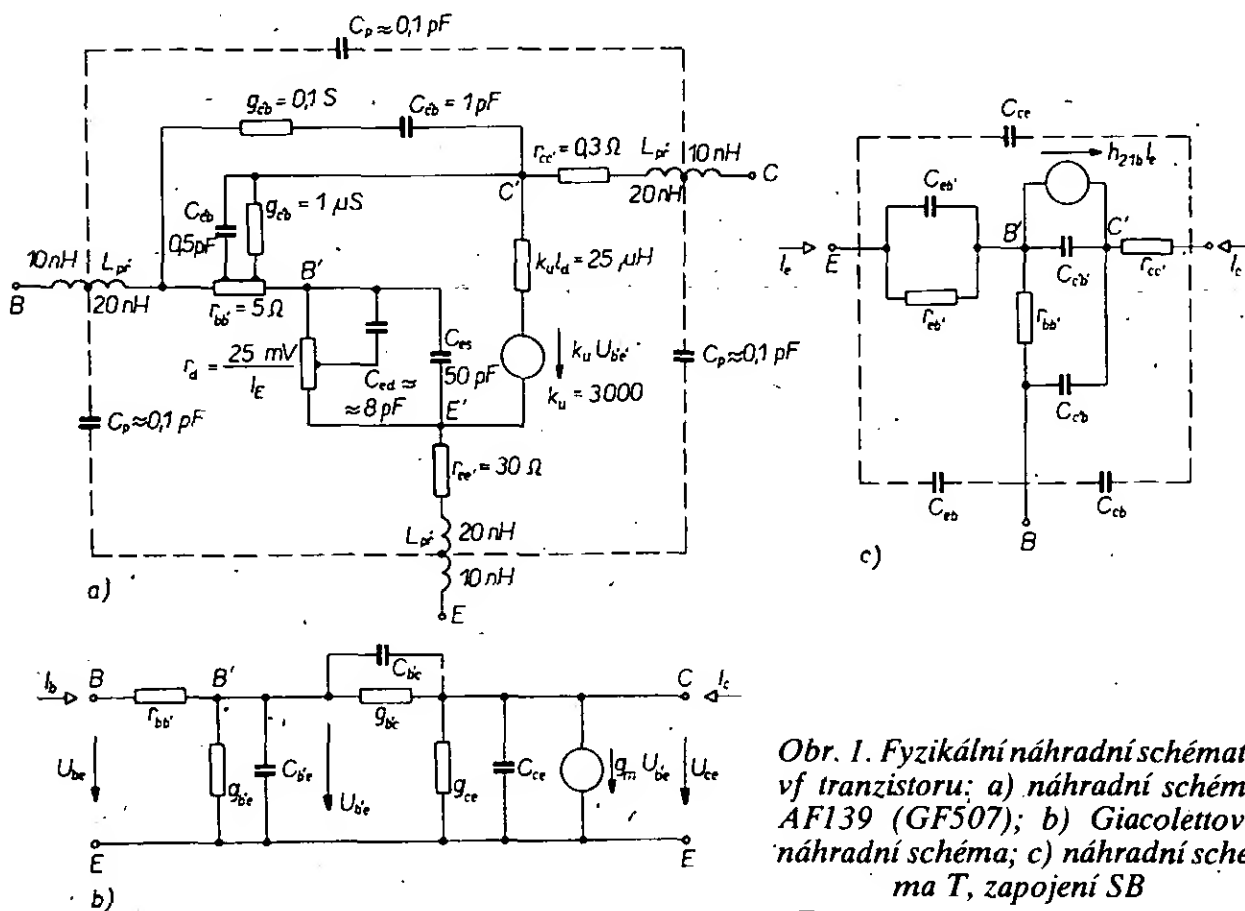 C_p ≈ 0,1 pF
g_cb = 0,1 S
C_cb = 1 pF
r_cc' = 0,3 Ω
L_př
10 nH
20 nH
C
C'
C_cb
0,5 pF
g_cb = 1 μS
10 nH
L_př
B
20 nH
r_bb' = 5 Ω
B'
k_u l_d = 25 μH
r_d = 25 mV / I_E
C_ed ≈
≈ 8 pF
C_es
50 pF
k_u U_b'e'
k_u = 3000
C_p ≈ 0,1 pF
C_p ≈ 0,1 pF
E'
r_ee' = 30 Ω
L_př
20 nH
10 nH
E
a)
C_ce
h_21b I_e
C_eb'
I_e
E
B'
C'
C_cb'
r_cc'
I_c
r_eb'
r_bb'
C_cb
C_eb
C_cb
B
c)
I_b
B
B'
C_b'c
C
I_c
r_bb'
g_b'c
U_be
g_b'e
C_b'e
U_b'e
g_ce
C_ce
g_m U_b'e
U_ce
E
E
b)
Obr. 1. Fyzikální náhradní schémat
vf tranzistoru: a) náhradní schém
AF139 (GF507); b) Giacolettov
náhradní schéma; c) náhradní sché
ma T, zapojení SB